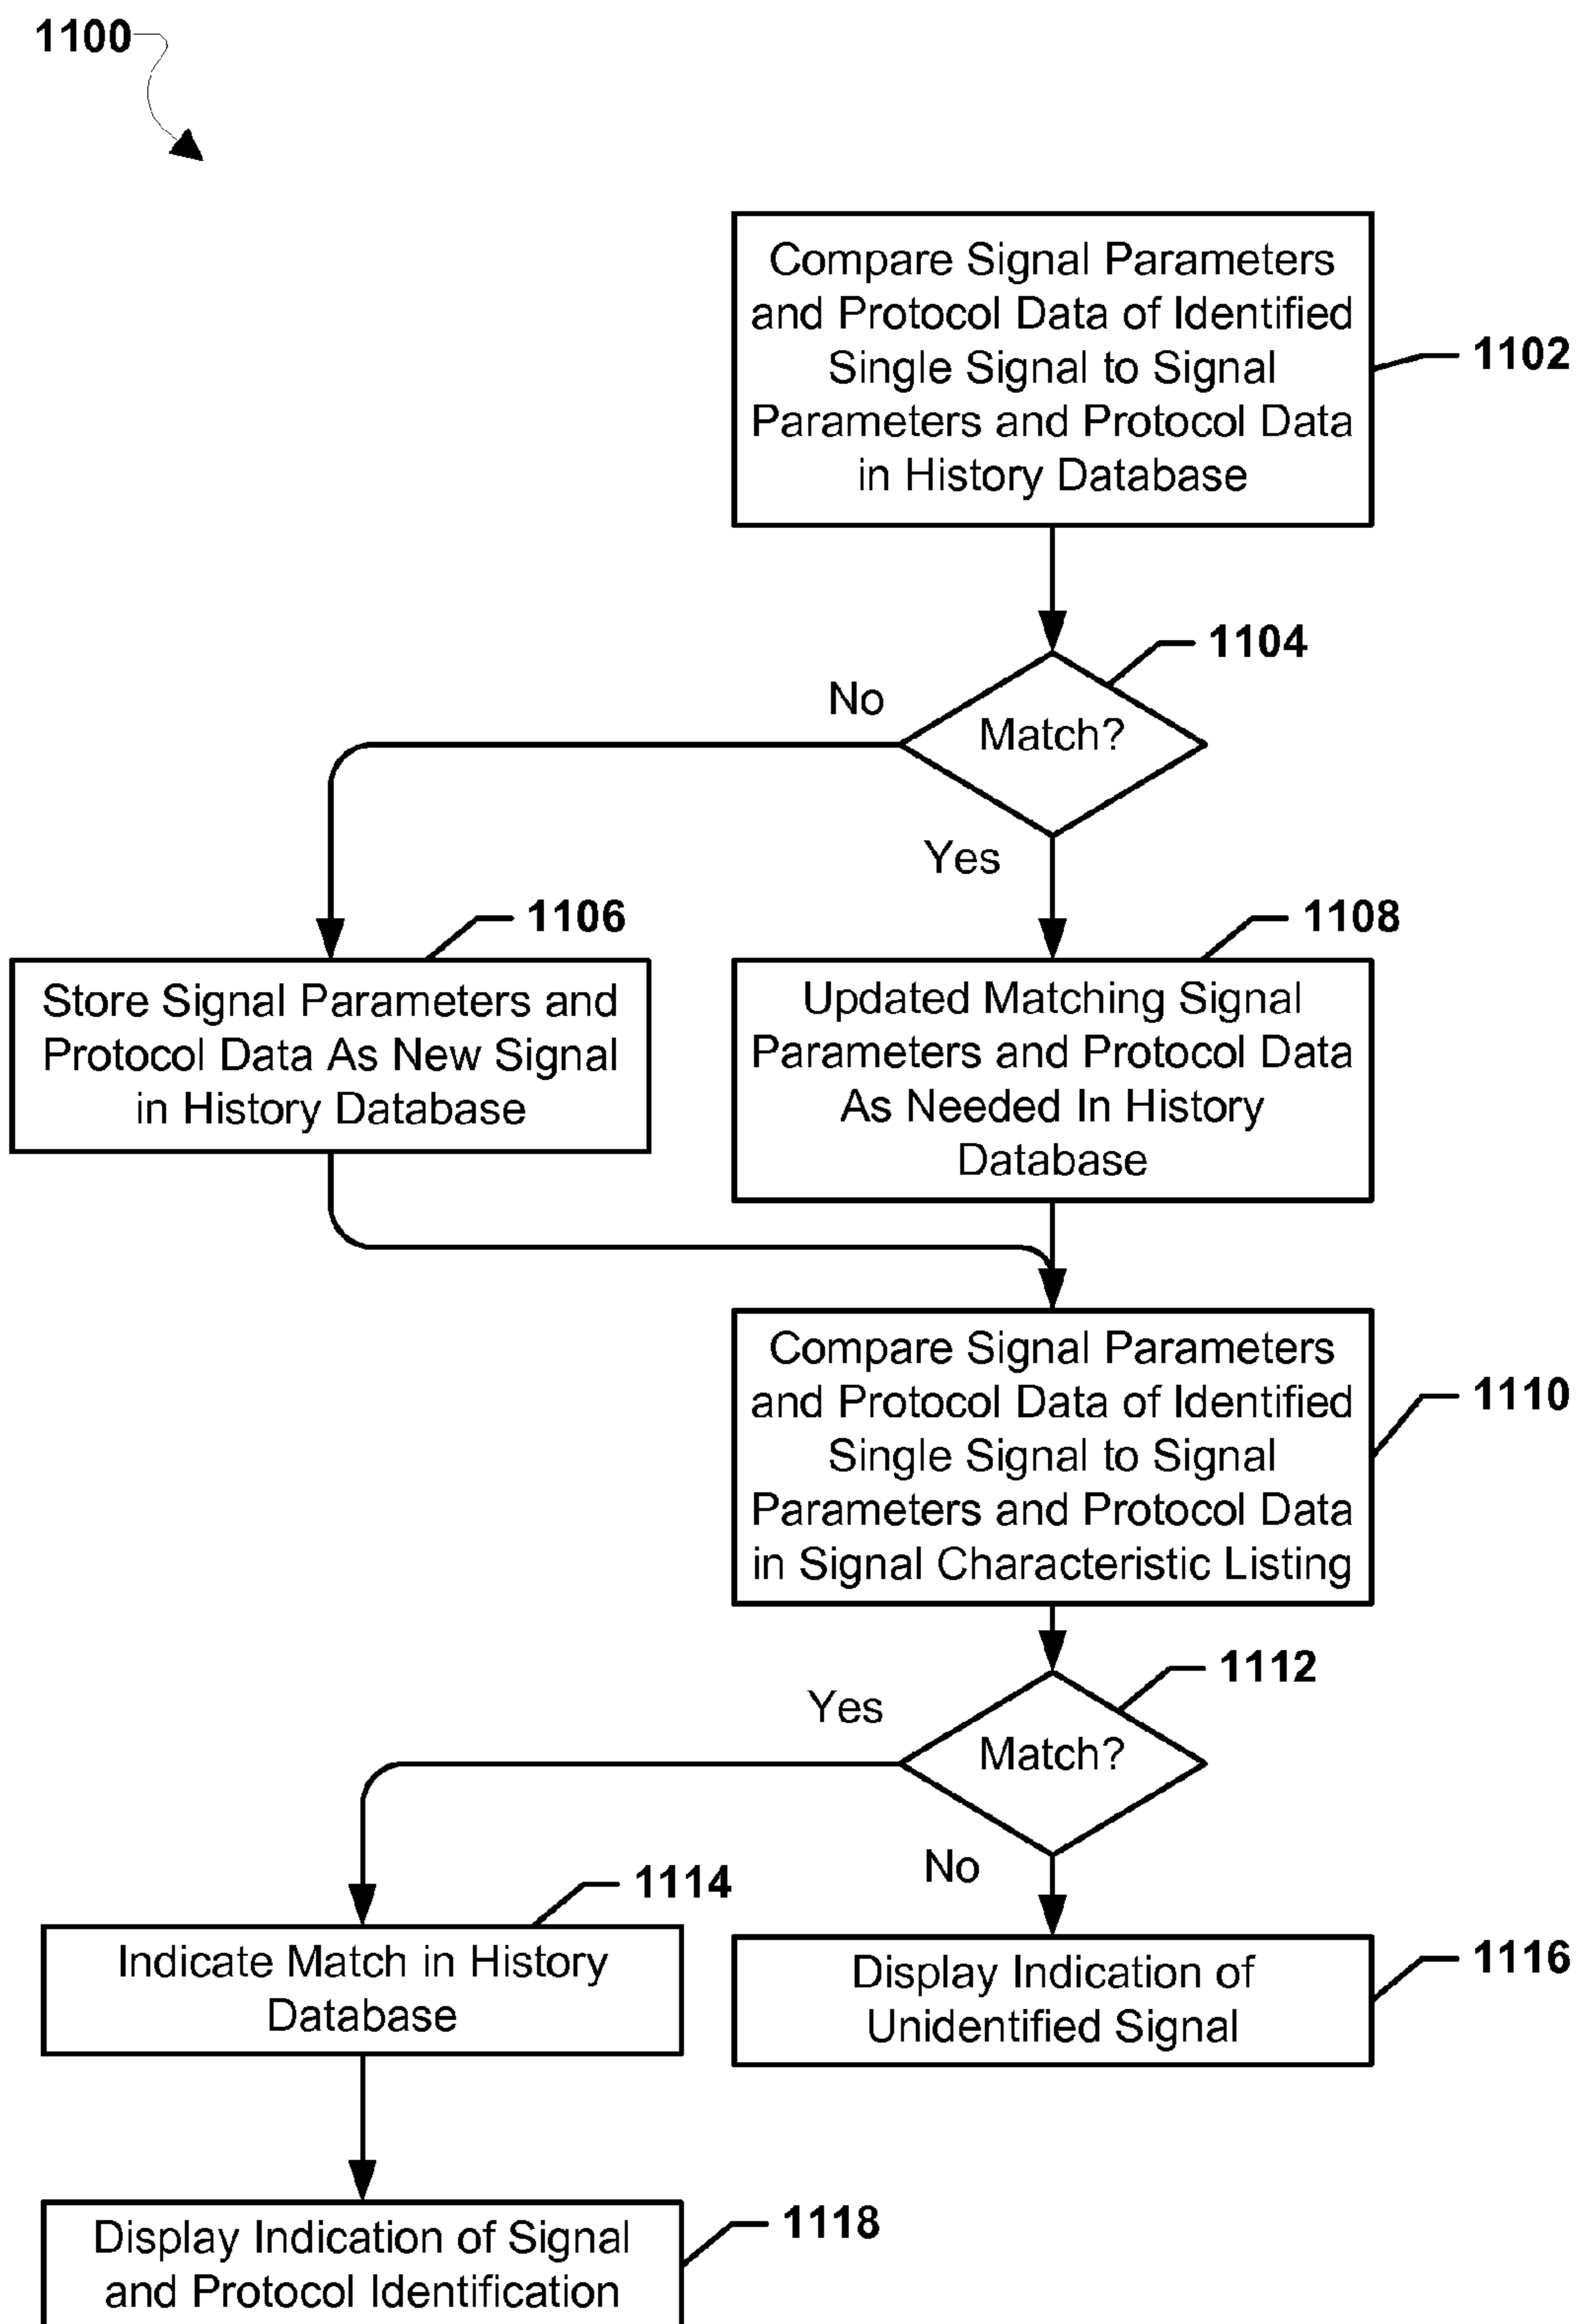 1100
Compare Signal Parameters
and Protocol Data of Identified
Single Signal to Signal
Parameters and Protocol Data
in History Database
1102
1104
Match?
No
Yes
1106
Store Signal Parameters and
Protocol Data As New Signal
in History Database
1108
Updated Matching Signal
Parameters and Protocol Data
As Needed In History
Database
Compare Signal Parameters
and Protocol Data of Identified
Single Signal to Signal
Parameters and Protocol Data
in Signal Characteristic Listing
1110
1112
Match?
Yes
No
1114
Indicate Match in History
Database
Display Indication of
Unidentified Signal
1116
Display Indication of Signal
and Protocol Identification
1118